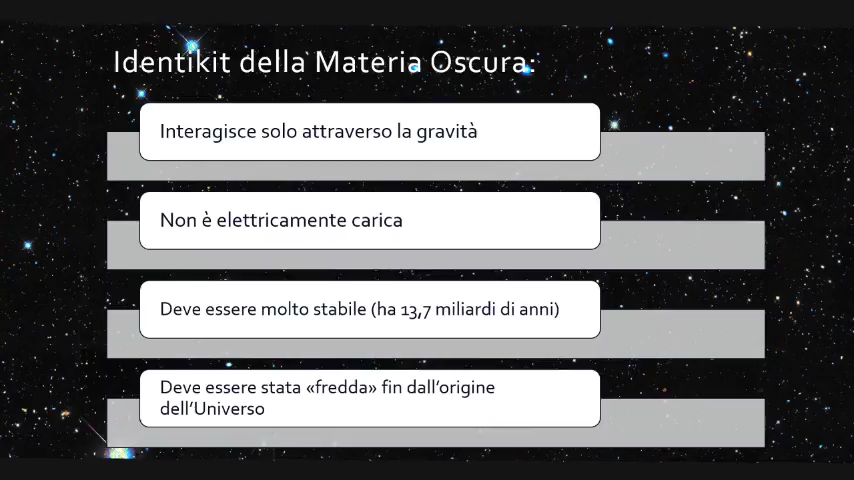 Identikit della Materia Oscura:
Interagisce solo attraverso la gravità
Non è elettricamente carica
Deve essere molto stabile (ha 13,7 miliardi di anni)
Deve essere stata «fredda» fin dall'origine
dell'Universo